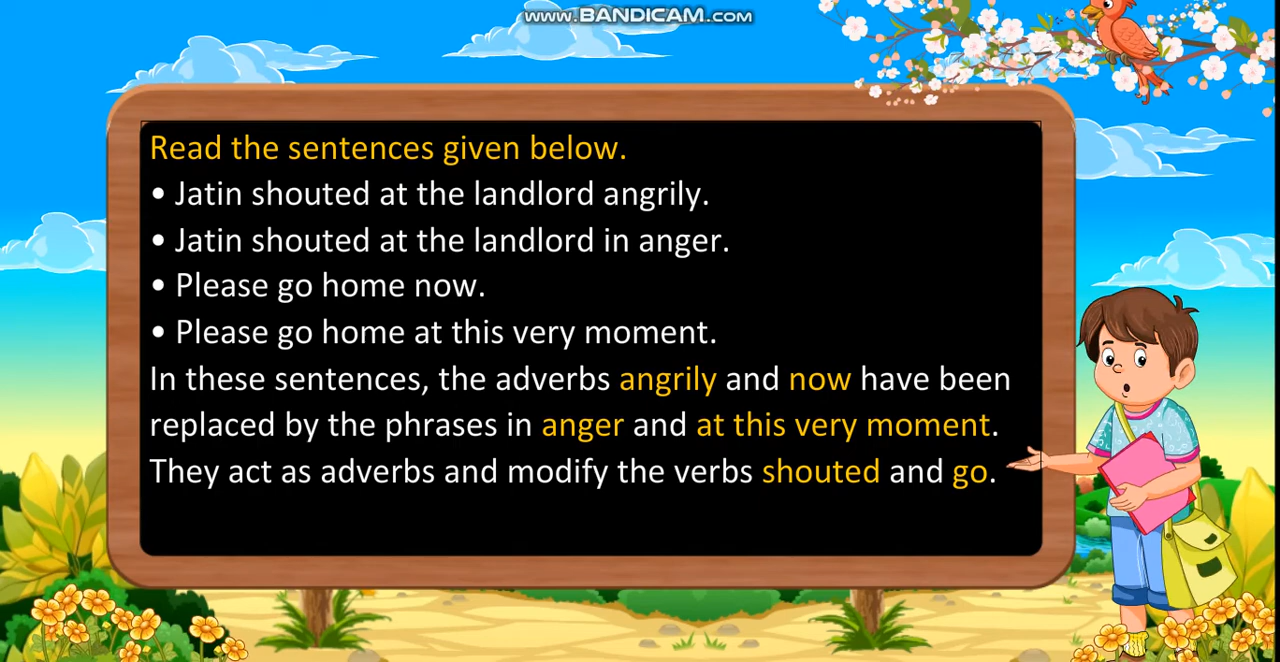 www.BANDICAM.com
Read the sentences given below.
• Jatin shouted at the landlord angrily.
• Jatin shouted at the landlord in anger.
• Please go home now.
• Please go home at this very moment.
In these sentences, the adverbs angrily and now have been
replaced by the phrases in anger and at this very moment.
They act as adverbs and modify the verbs shouted and go.